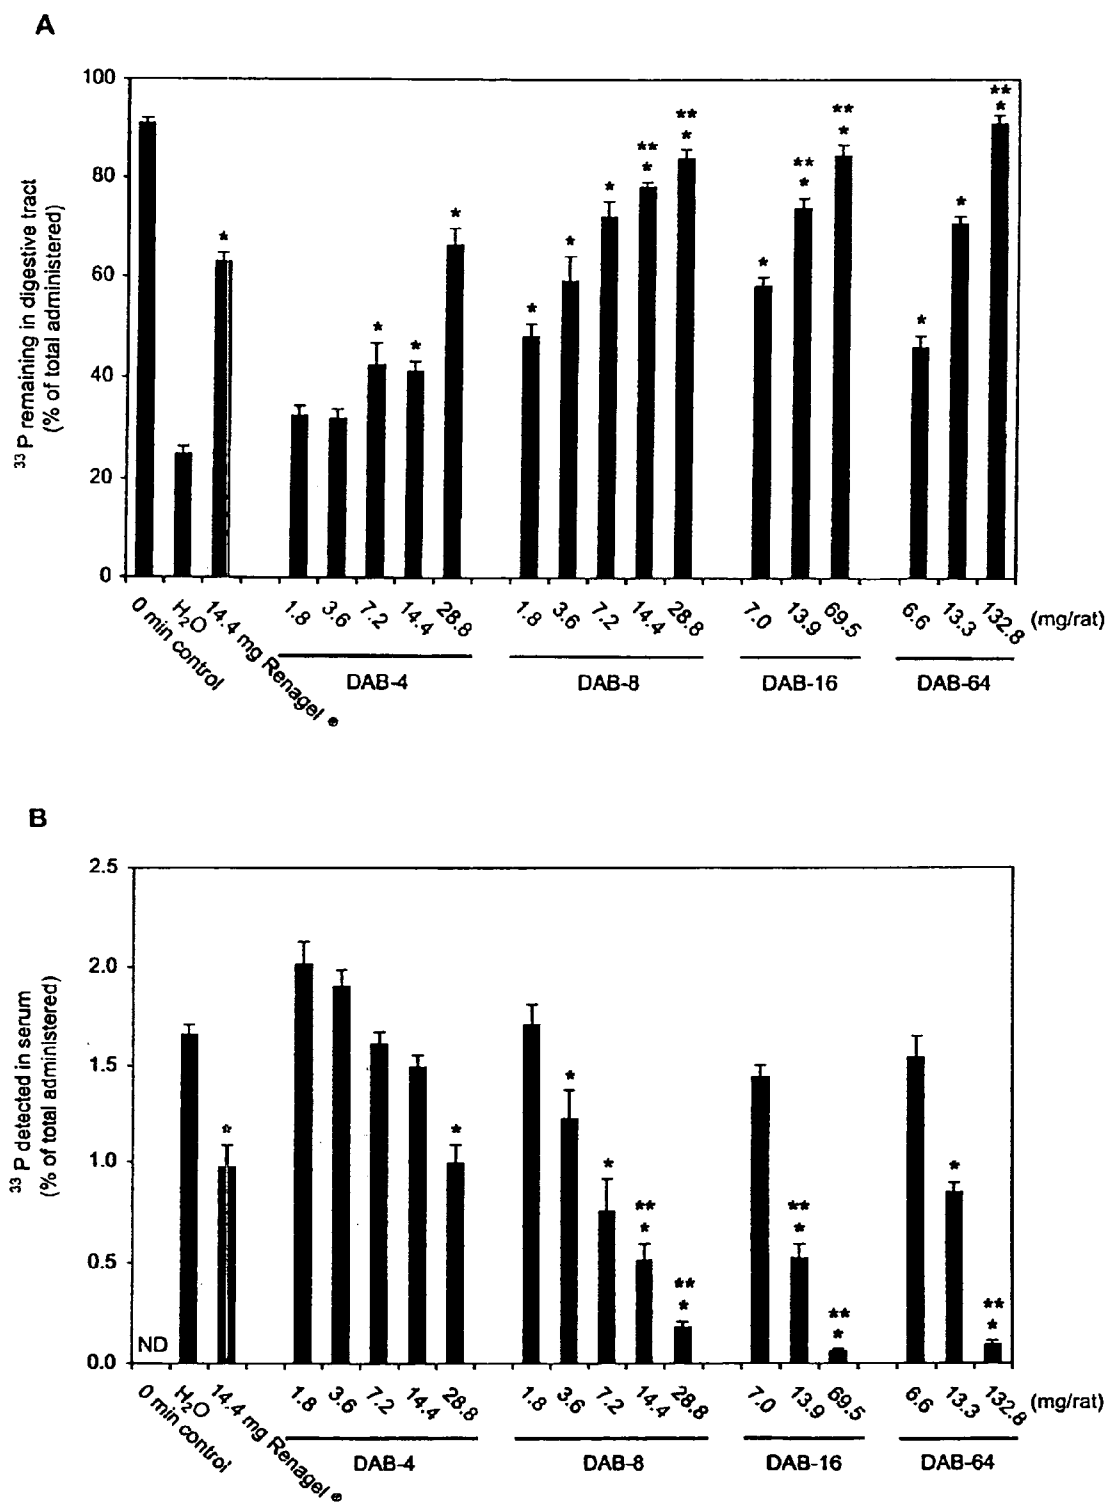 A
100
80
60
40
20
0
33P remaining in digestive tract
(% of total administered)
* * * * * * * ** * ** * * ** * ** * * * ** *
0 min control
H2O
14.4 mg Renagel ®
1.8 3.6 7.2 14.4 28.8 1.8 3.6 7.2 14.4 28.8 7.0 13.9 69.5 6.6 13.3 132.8 (mg/rat)
DAB-4 DAB-8 DAB-16 DAB-64
B
2.5
2.0
1.5
1.0
0.5
0.0
33P detected in serum
(% of total administered)
ND
* * * * ** * ** * ** * ** * * ** *
0 min control
H2O
14.4 mg Renagel ®
1.8 3.6 7.2 14.4 28.8 1.8 3.6 7.2 14.4 28.8 7.0 13.9 69.5 6.6 13.3 132.8 (mg/rat)
DAB-4 DAB-8 DAB-16 DAB-64